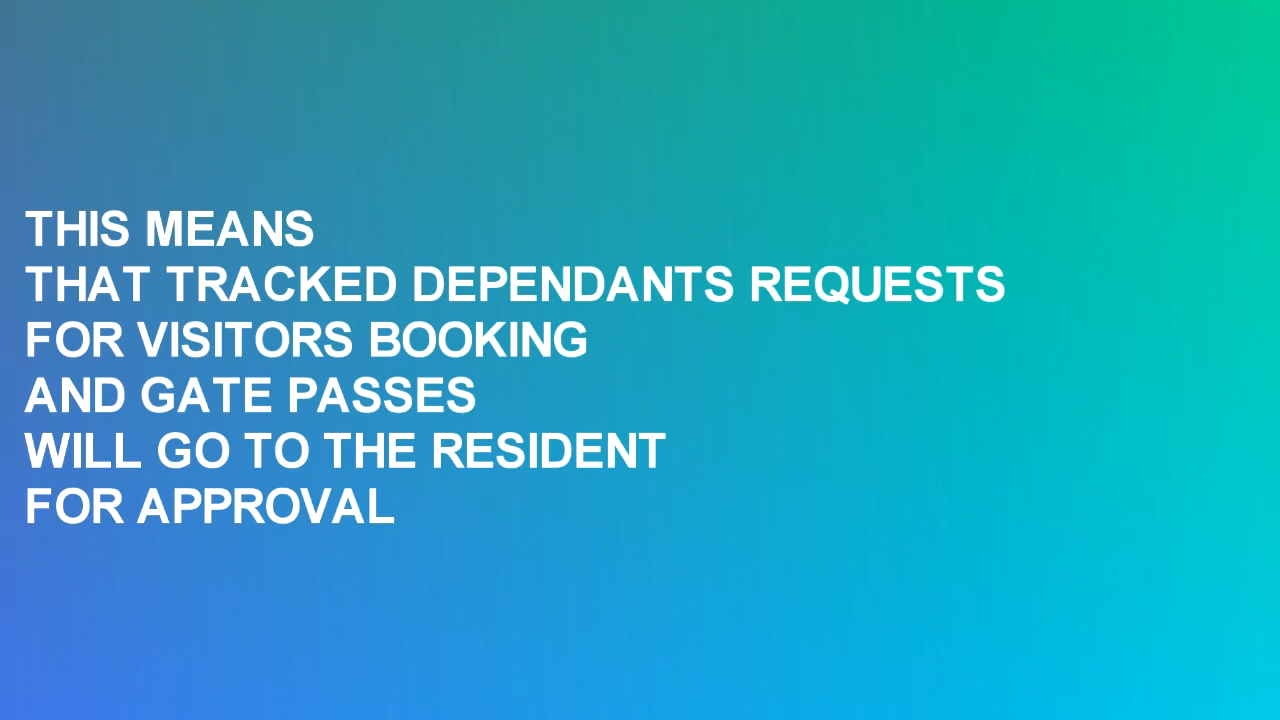 THIS MEANS
THAT TRACKED DEPENDANTS REQUESTS
FOR VISITORS BOOKING
AND GATE PASSES
WILL GO TO THE RESIDENT
FOR APPROVAL